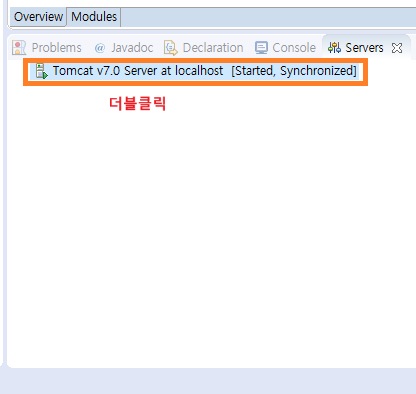 Overview Modules
Problems @ Javadoc Declaration Console Servers
Tomcat v7.0 Server at localhost [Started, Synchronized]
더블클릭